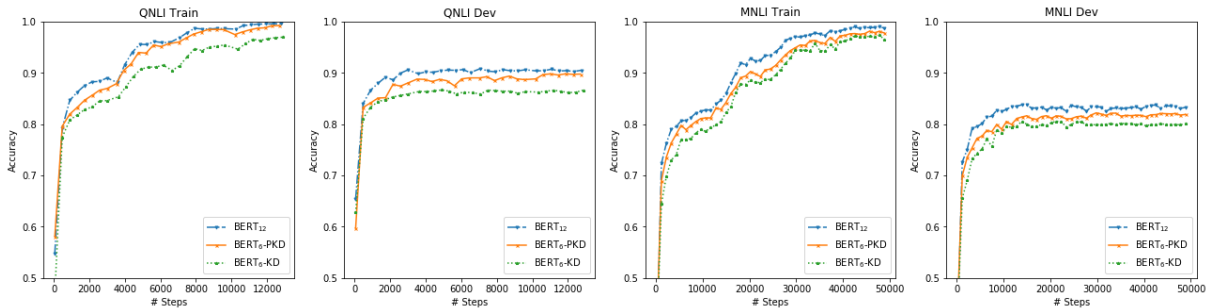 QNLI Train
Accuracy
1.0
0.9
0.8
0.7
0.6
0.5
0 2000 4000 6000 8000 10000 12000
# Steps
BERT₁₂
BERT₆-PKD
BERT₆-KD
QNLI Dev
Accuracy
1.0
0.9
0.8
0.7
0.6
0.5
0 2000 4000 6000 8000 10000 12000
# Steps
BERT₁₂
BERT₆-PKD
BERT₆-KD
MNLI Train
Accuracy
1.0
0.9
0.8
0.7
0.6
0.5
0 10000 20000 30000 40000 50000
# Steps
BERT₁₂
BERT₆-PKD
BERT₆-KD
MNLI Dev
Accuracy
1.0
0.9
0.8
0.7
0.6
0.5
0 10000 20000 30000 40000 50000
# Steps
BERT₁₂
BERT₆-PKD
BERT₆-KD